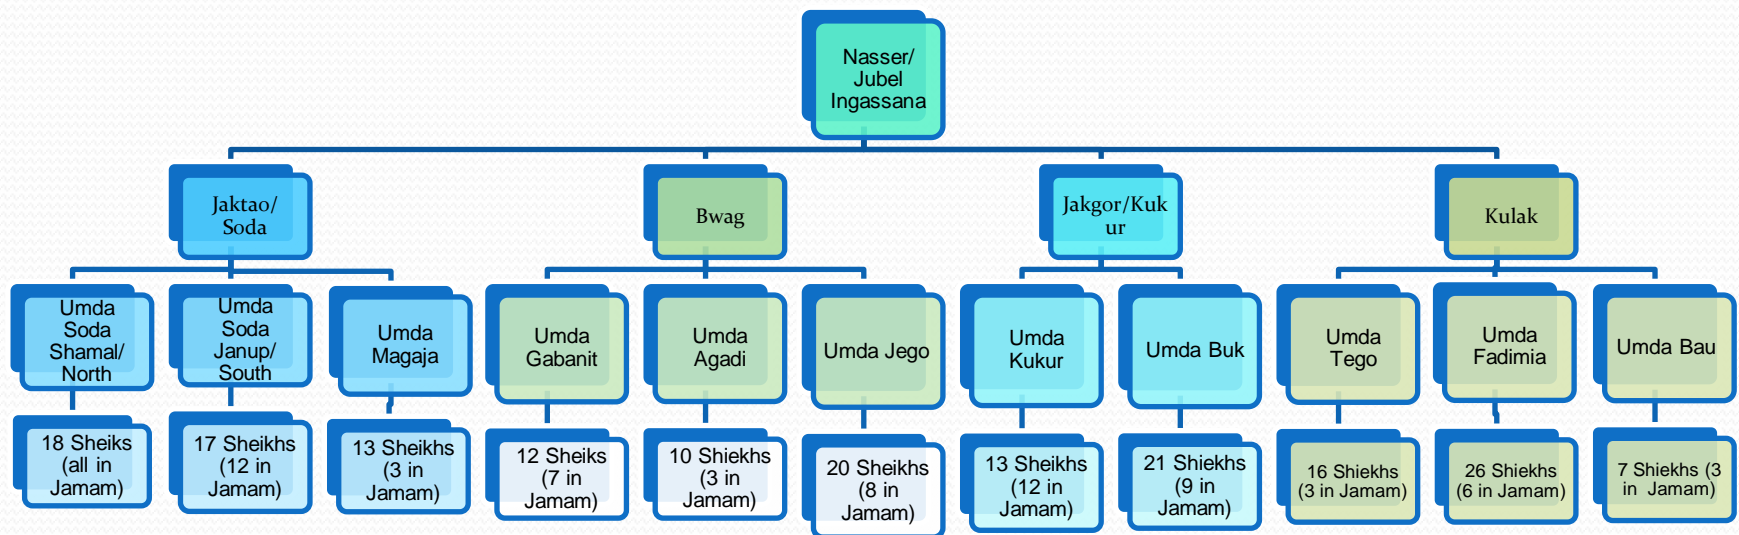 Nasser/
Jubel
Ingassana
Jaktao/
Soda
Bwag
Jakgor/Kuk
ur
Kulak
Umda
Soda
Shamal/
North
Umda
Soda
Janup/
South
Umda
Magaja
Umda
Gabanit
Umda
Agadi
Umda Jego
Umda
Kukur
Umda Buk
Umda
Tego
Umda
Fadimia
Umda Bau
18 Sheiks
(all in
Jamam)
17 Sheikhs
(12 in
Jamam)
13 Sheikhs
(3 in
Jamam)
12 Sheiks
(7 in
Jamam)
10 Shiekhs
(3 in
Jamam)
20 Sheikhs
(8 in
Jamam)
13 Sheikhs
(12 in
Jamam)
21 Shiekhs
(9 in
Jamam)
16 Shiekhs
(3 in Jamam)
26 Shiekhs
(6 in Jamam)
7 Shiekhs (3
in Jamam)